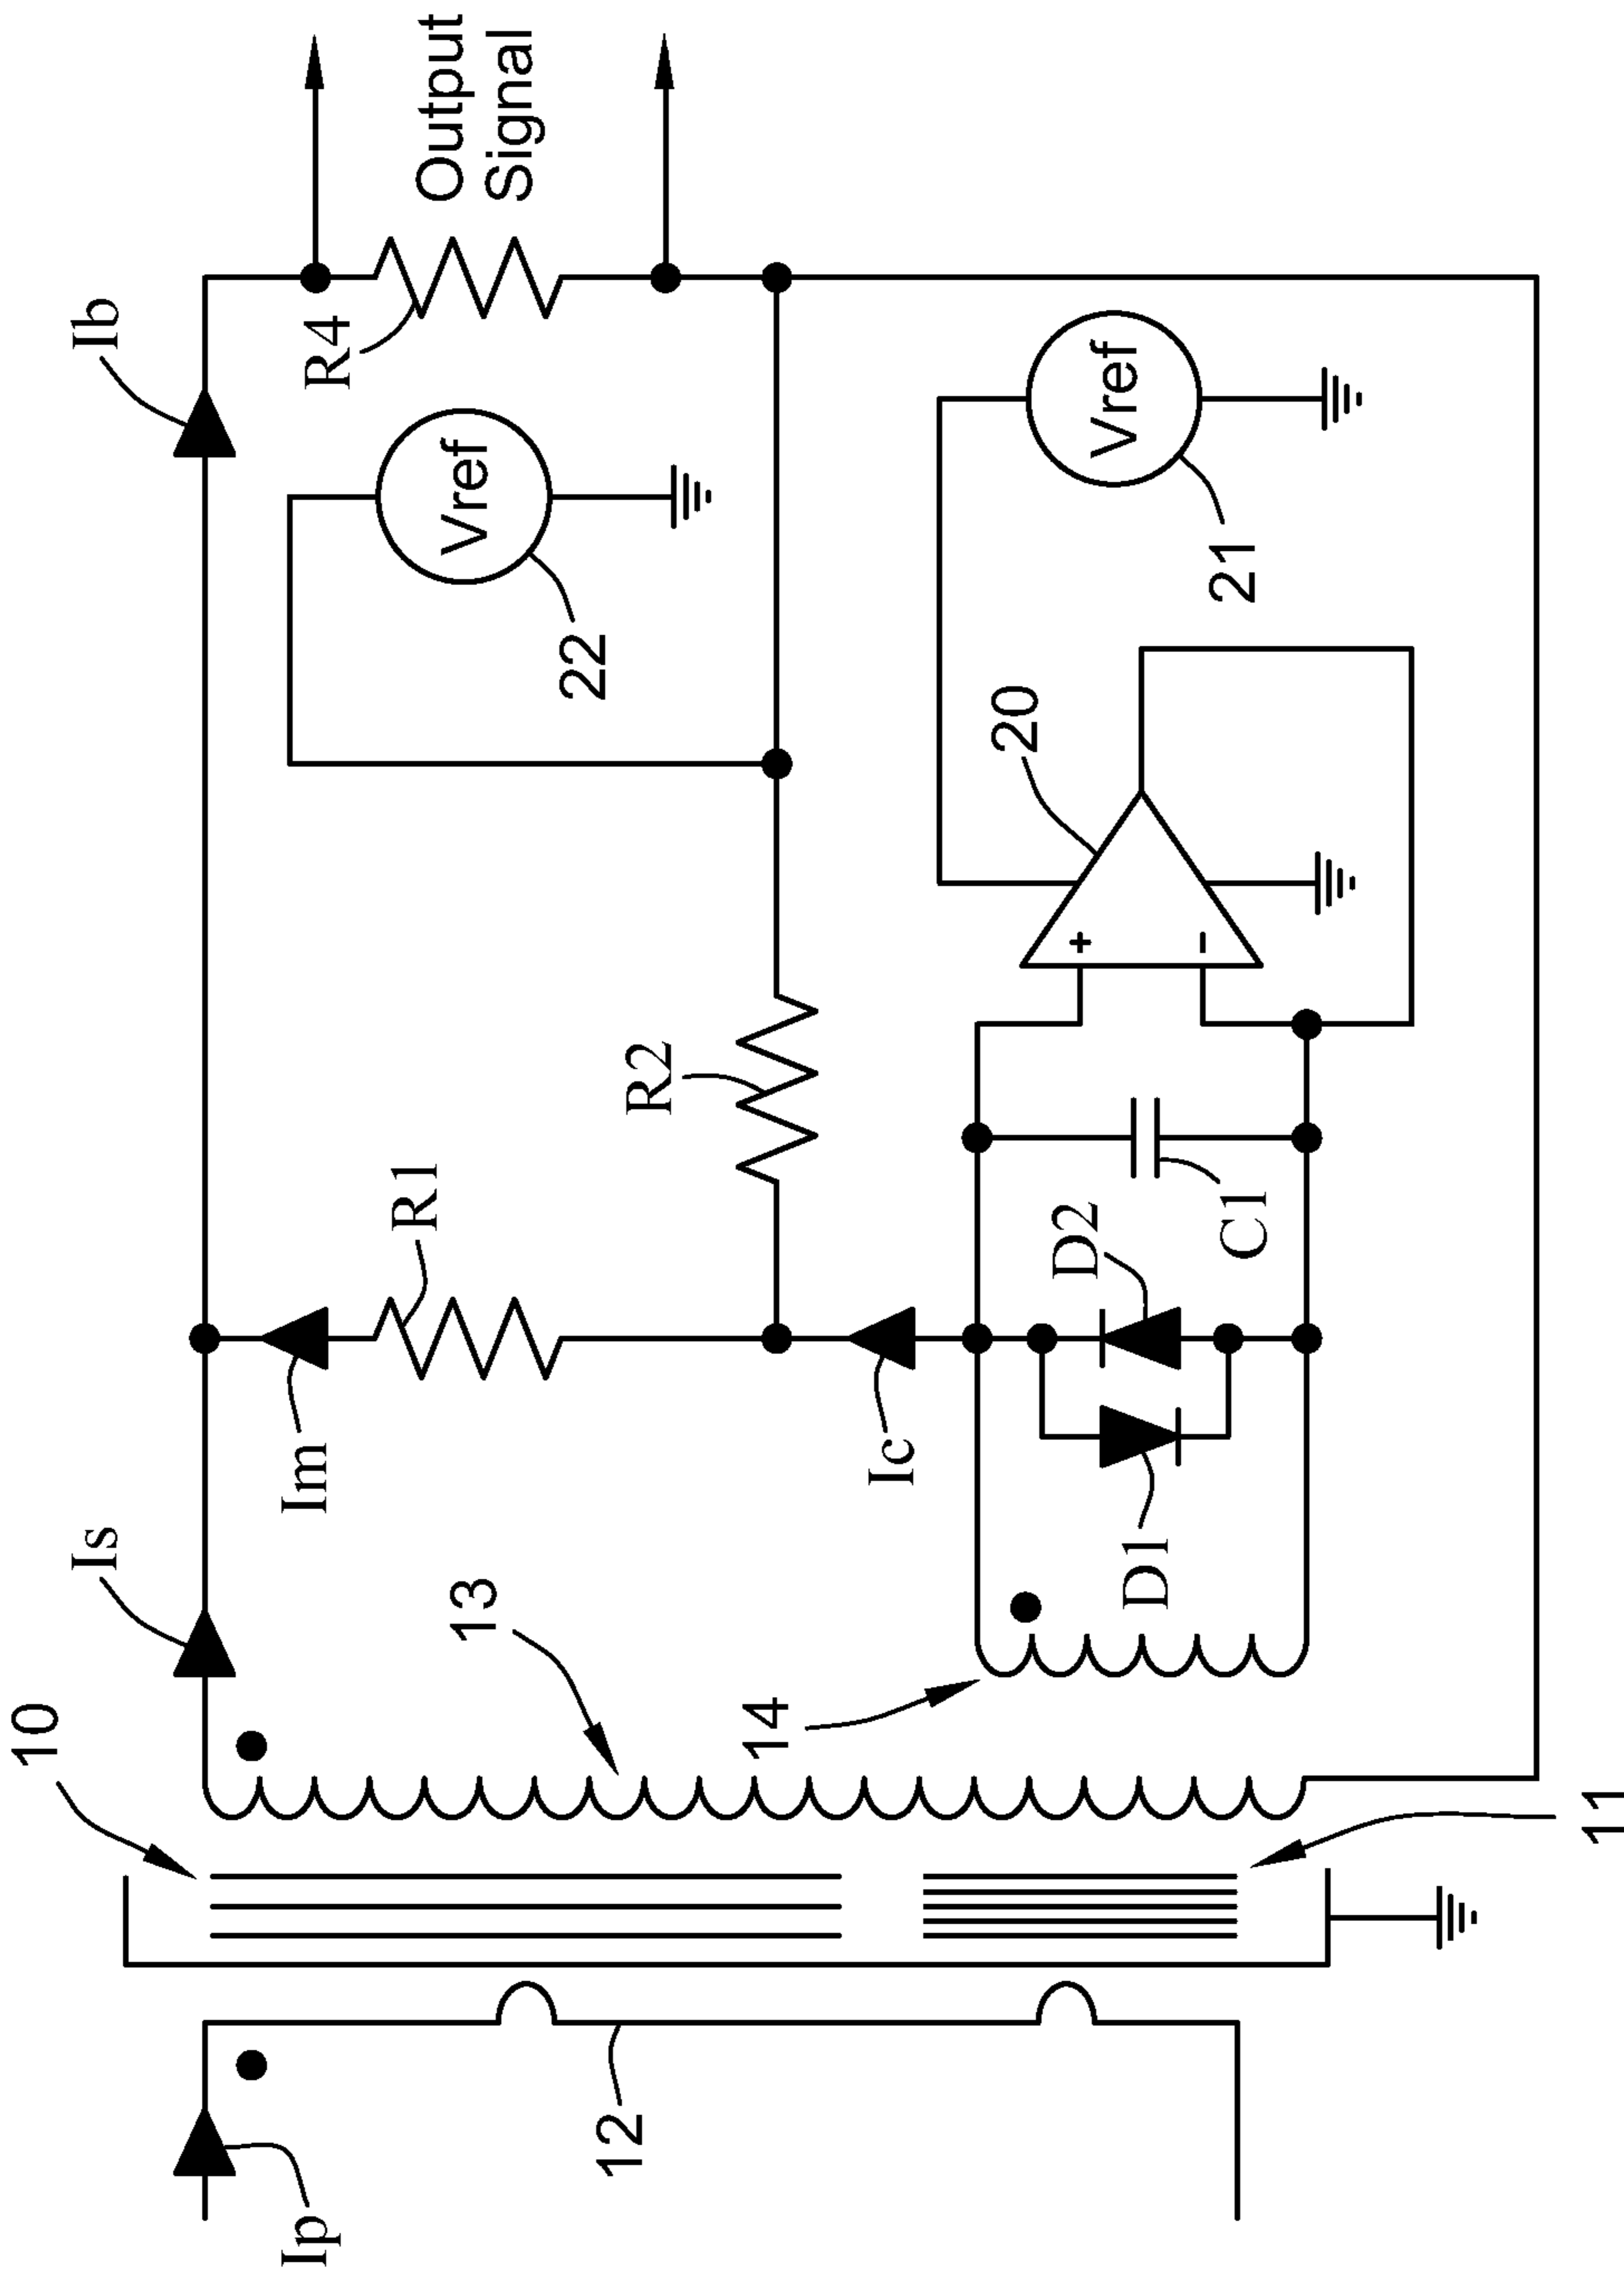 Ip
12
10
11
Is
13
14
Im
R1
Ic
D1
D2
C1
R2
20
22
Vref
21
Vref
Ib
R4
Output
Signal
+
-